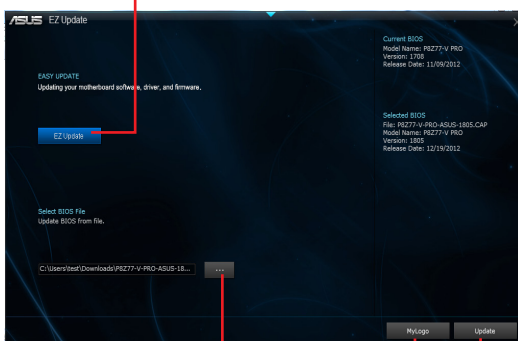 ASUS EZ Update
Current BIOS
Model Name: P8Z77-V PRO
Version: 1708
Release Date: 11/09/2012
EASY UPDATE
Updating your motherboard software, driver, and firmware.
EZ Update
Selected BIOS
File: P8Z77-V-PRO-ASUS-1805.CAP
Model Name: P8Z77-V PRO
Version: 1805
Release Date: 12/19/2012
Select BIOS File
Update BIOS from file.
C:\Users\test\Downloads\P8Z77-V-PRO-ASUS-18...
...
MyLogo
Update